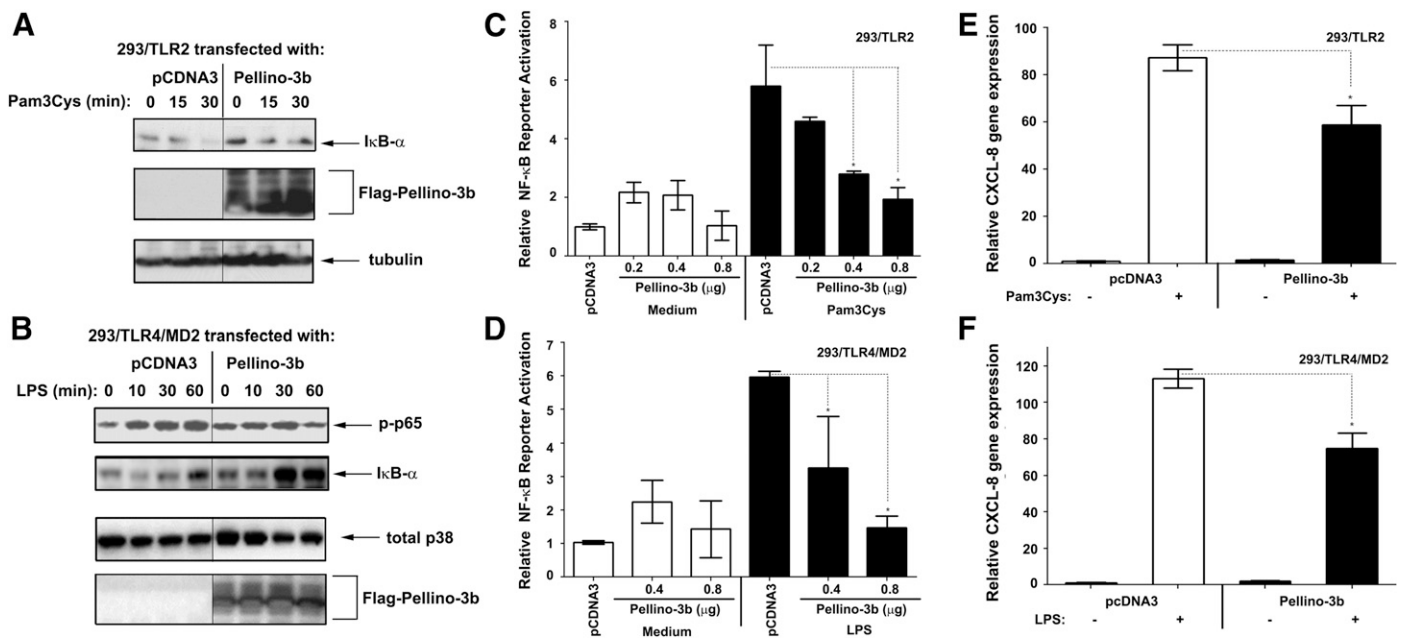 A
293/TLR2 transfected with:
pCDNA3 Pellino-3b
Pam3Cys (min): 0 15 30 0 15 30
IκB-α
Flag-Pellino-3b
tubulin
B
293/TLR4/MD2 transfected with:
pCDNA3 Pellino-3b
LPS (min): 0 10 30 60 0 10 30 60
p-p65
IκB-α
total p38
Flag-Pellino-3b
C
293/TLR2
Relative NF-κB Reporter Activation
8
6
4
2
0
pCDNA3 0.2 0.4 0.8 pCDNA3 0.2 0.4 0.8
* *
Pellino-3b (μg) Pellino-3b (μg)
Medium Pam3Cys
D
293/TLR4/MD2
Relative NF-κB Reporter Activation
7
6
5
4
3
2
1
0
* *
pCDNA3 0.4 0.8 pCDNA3 0.4 0.8
Pellino-3b (μg) Pellino-3b (μg)
Medium LPS
E
293/TLR2
Relative CXCL-8 gene expression
100
80
60
40
20
0
*
pcDNA3 Pellino-3b
Pam3Cys: - + - +
F
293/TLR4/MD2
Relative CXCL-8 gene expression
120
100
80
60
40
20
0
*
pcDNA3 Pellino-3b
LPS: - + - +